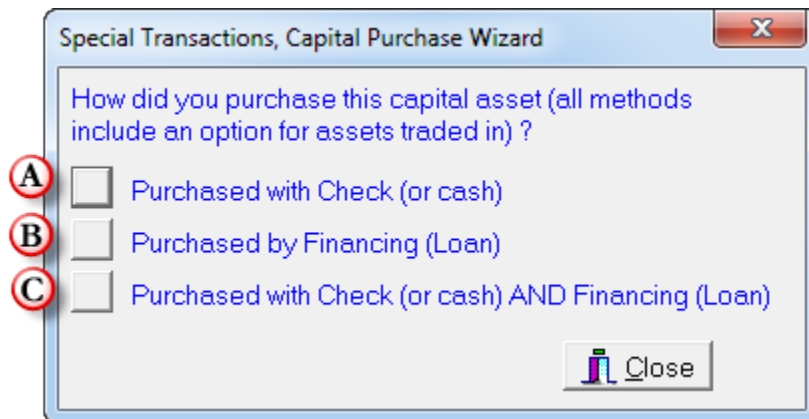 Special Transactions, Capital Purchase Wizard
How did you purchase this capital asset (all methods
include an option for assets traded in) ?
A Purchased with Check (or cash)
B Purchased by Financing (Loan)
C Purchased with Check (or cash) AND Financing (Loan)
Close